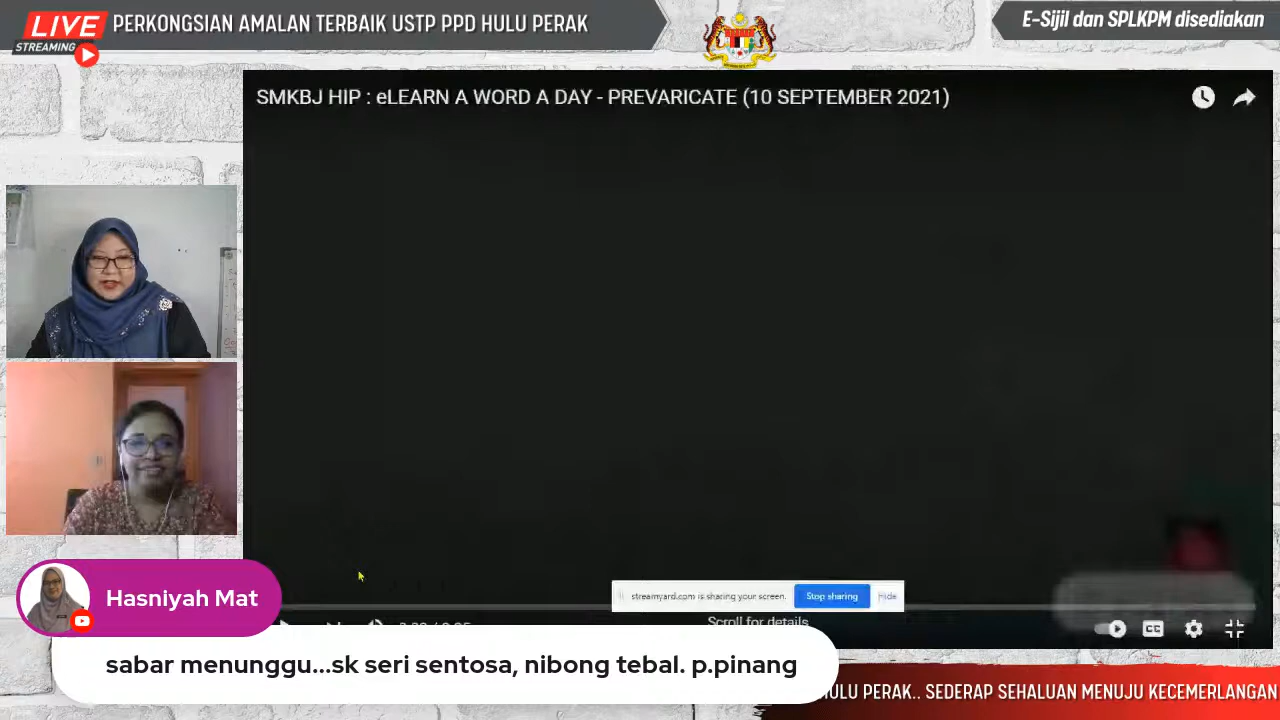 LIVE
STREAMING
PERKONGSIAN AMALAN TERBAIK USTP PPD HULU PERAK
E-Sijil dan SPLKPM disediakan
SMKBJ HIP : eLEARN A WORD A DAY - PREVARICATE (10 SEPTEMBER 2021)
streamyard.com is sharing your screen.
Stop sharing
Hide
Scroll for details
CC
Hasniyah Mat
sabar menunggu...sk seri sentosa, nibong tebal. p.pinang
HULU PERAK.. SEDERAP SEHALUAN MENUJU KECEMERLANGAN